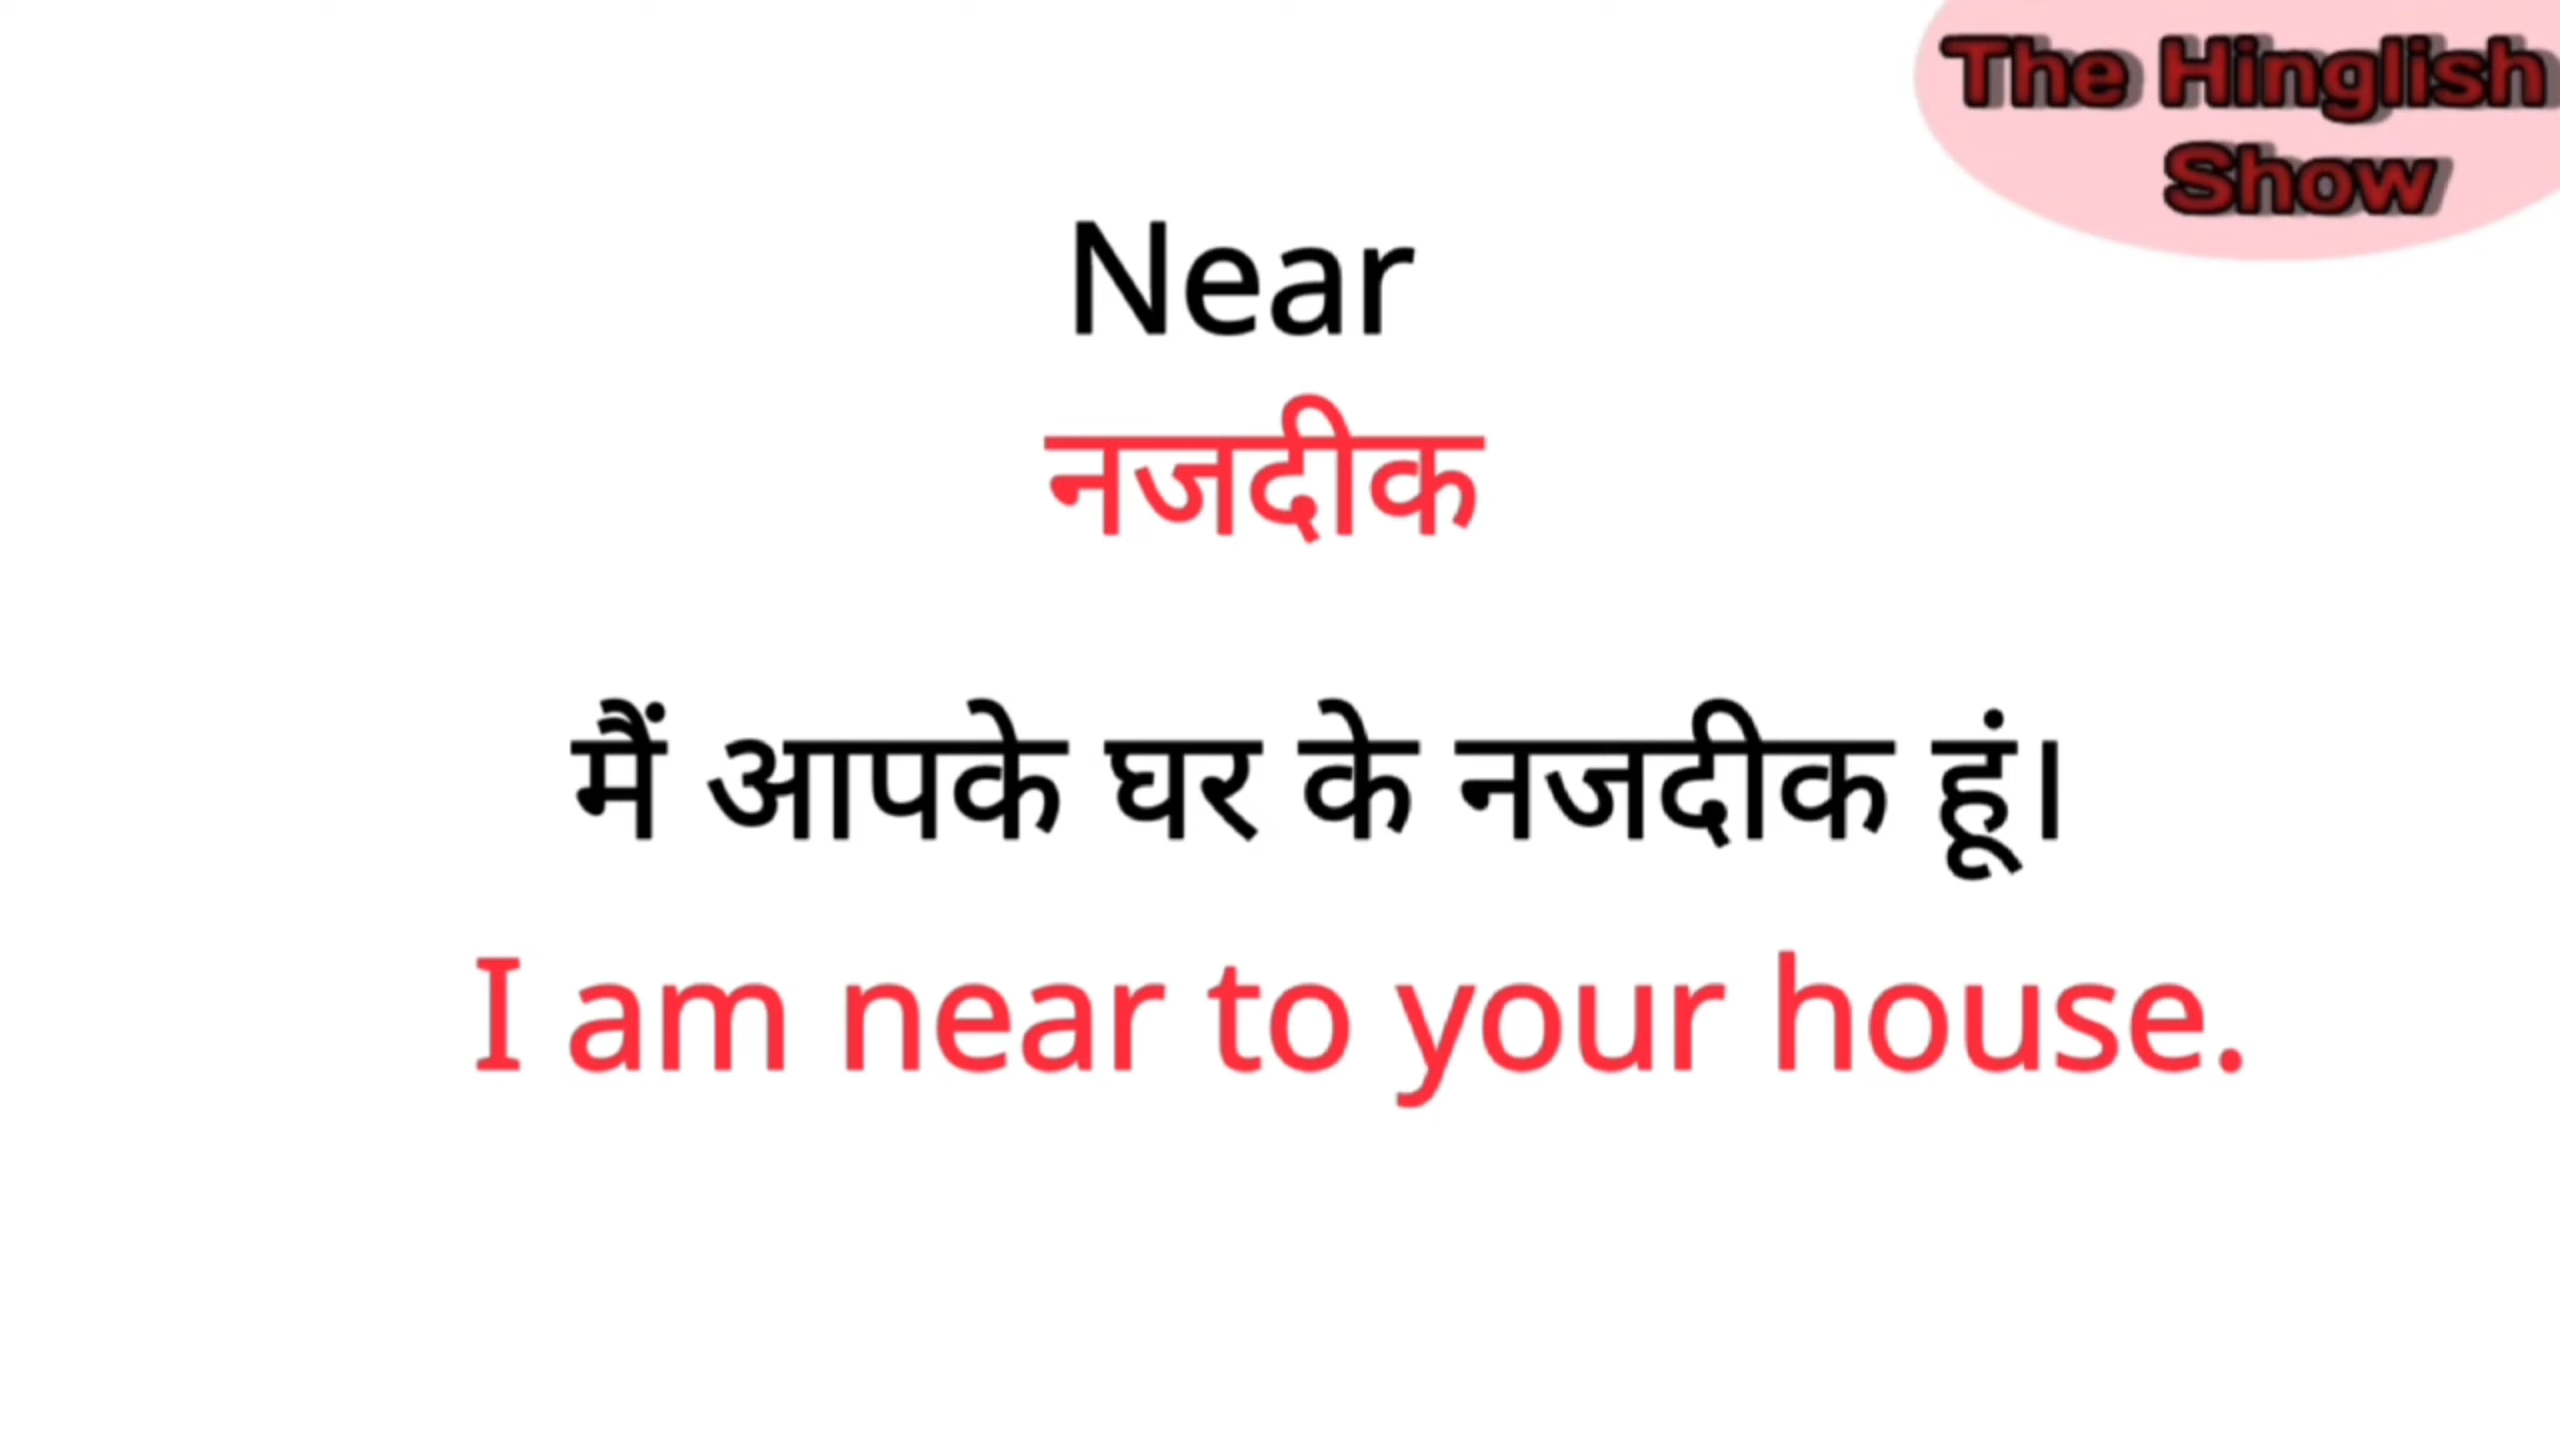 The Hinglish
Show
Near
नजदीक
मैं आपके घर के नजदीक हूं।
I am near to your house.